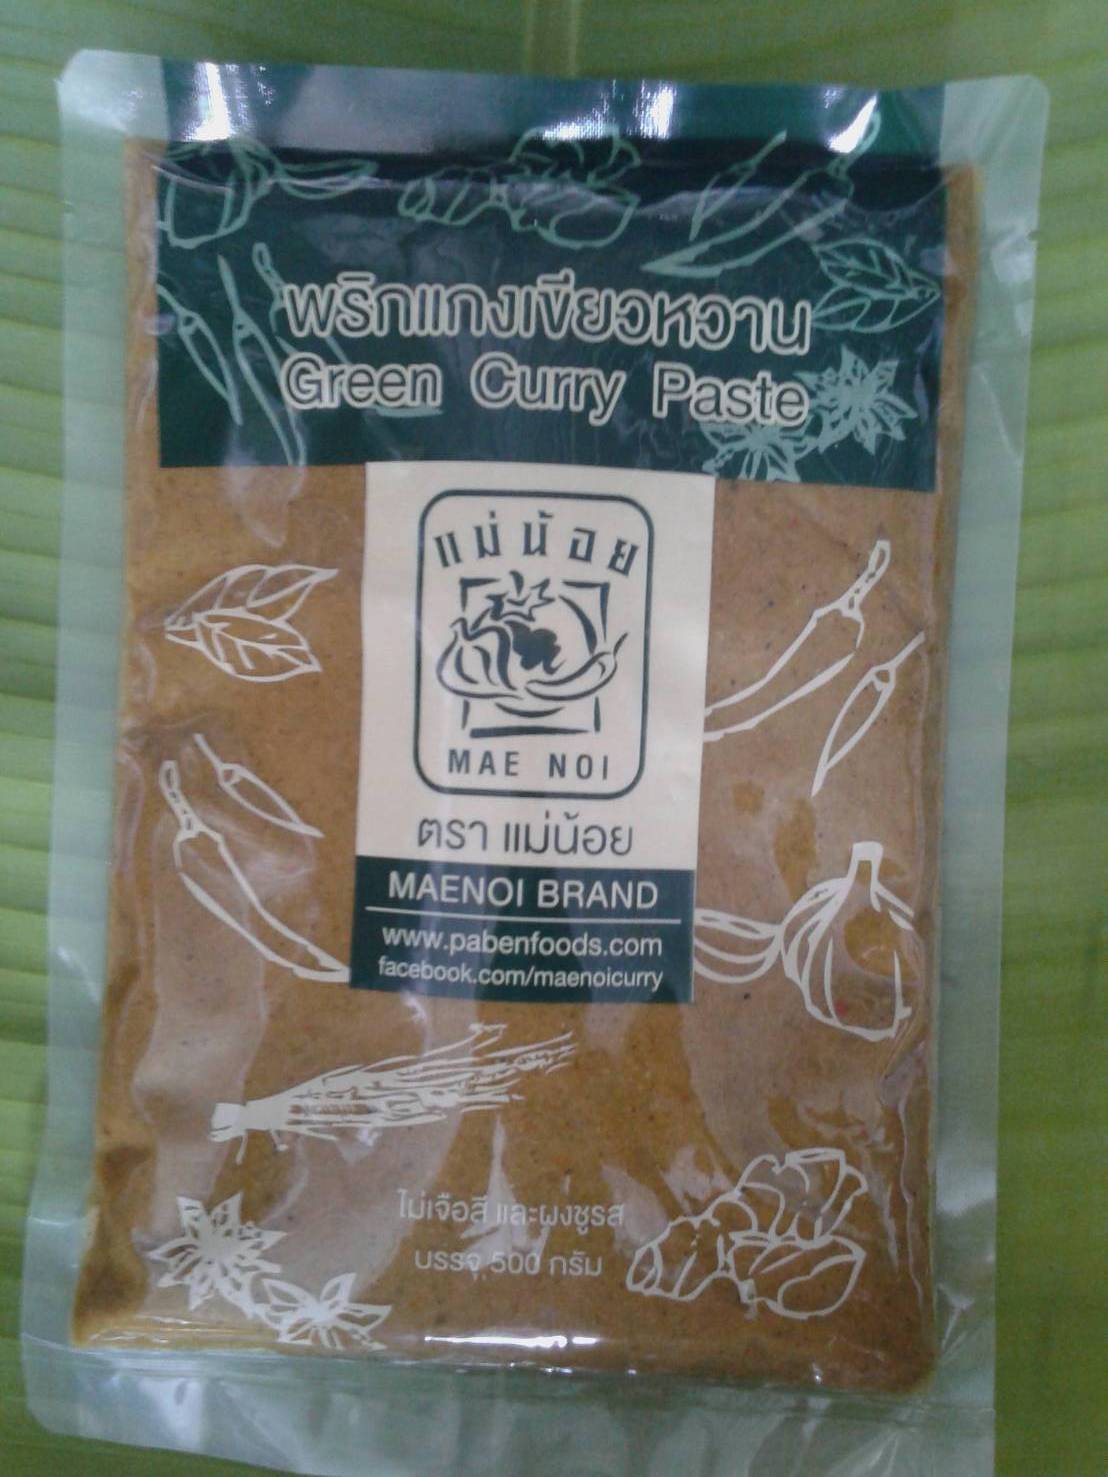 พริกแกงเขียวหวาน
Green Curry Paste
แม่น้อย
MAE NOI
ตรา แม่น้อย
MAENOI BRAND
www.pabenfoods.com
facebook.com/maenoicurry
ไม่เจือสี และผงชูรส
บรรจุ 500 กรัม